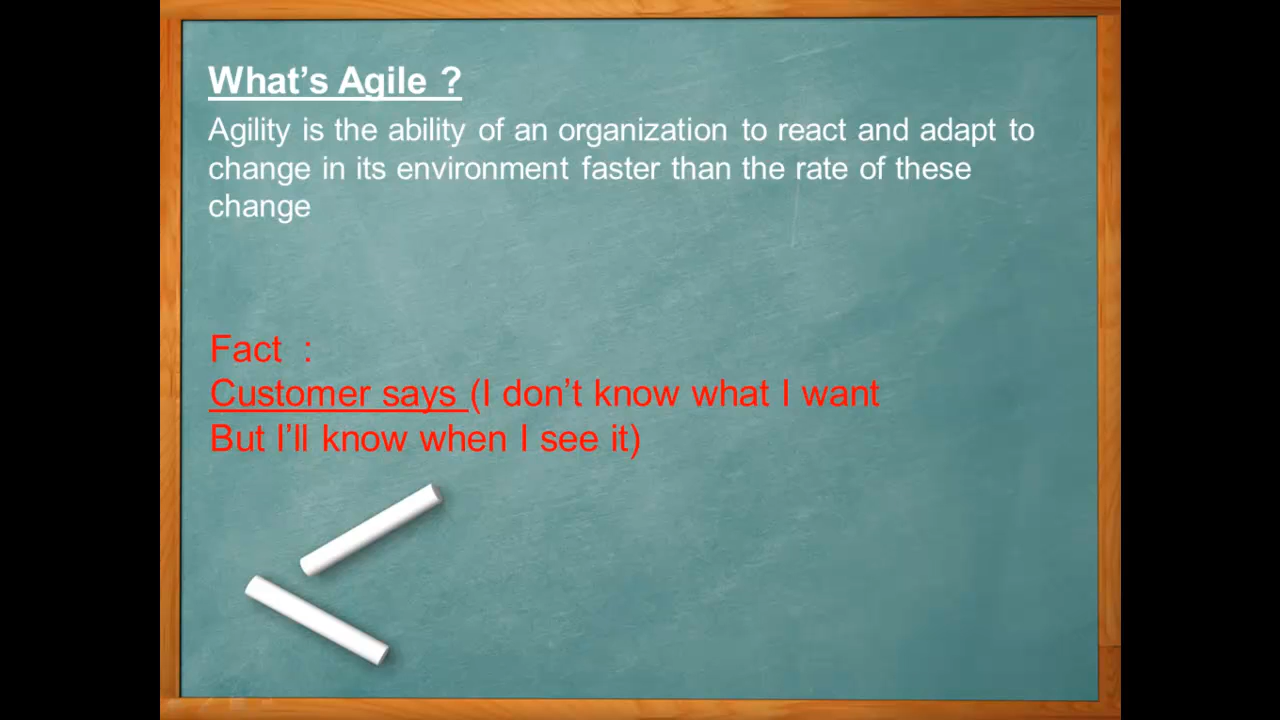 What’s Agile ?
Agility is the ability of an organization to react and adapt to
change in its environment faster than the rate of these
change
Fact :
Customer says (I don’t know what I want
But I’ll know when I see it)